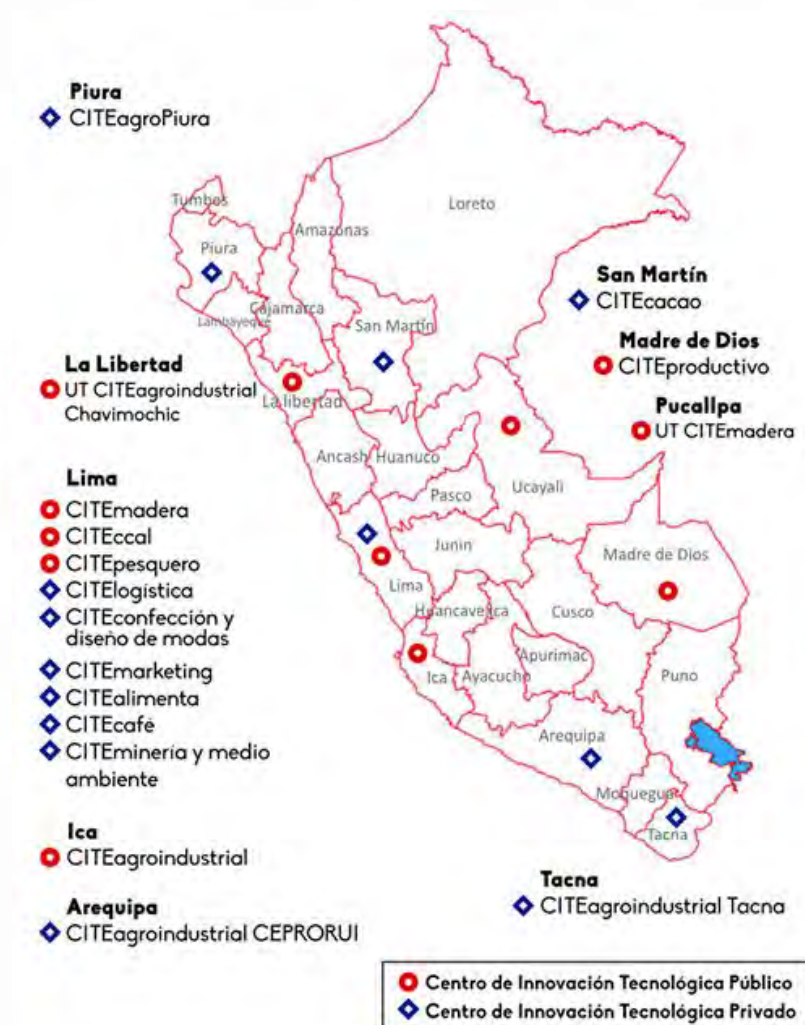 Piura
CITEagroPiura
La Libertad
UT CITEagroindustrial
Chavimochic
Lima
CITEmadera
CITEccal
CITEpesquero
CITElogística
CITEconfección y
diseño de modas
CITEmarketing
CITEalimenta
CITEcafé
CITEminería y medio
ambiente
Ica
CITEagroindustrial
Arequipa
CITEagroindustrial CEPRORUI
Tumbes
Piura
Lambayeque
Cajamarca
Amazonas
Loreto
San Martín
La libertad
Ancash
Huanuco
Pasco
Ucayali
Junin
Lima
Huancavelica
Ica
Ayacucho
Apurimac
Cusco
Madre de Dios
Puno
Arequipa
Moquegua
Tacna
San Martín
CITEcacao
Madre de Dios
CITEproductivo
Pucallpa
UT CITEmadera
Tacna
CITEagroindustrial Tacna
Centro de Innovación Tecnológica Público
Centro de Innovación Tecnológica Privado